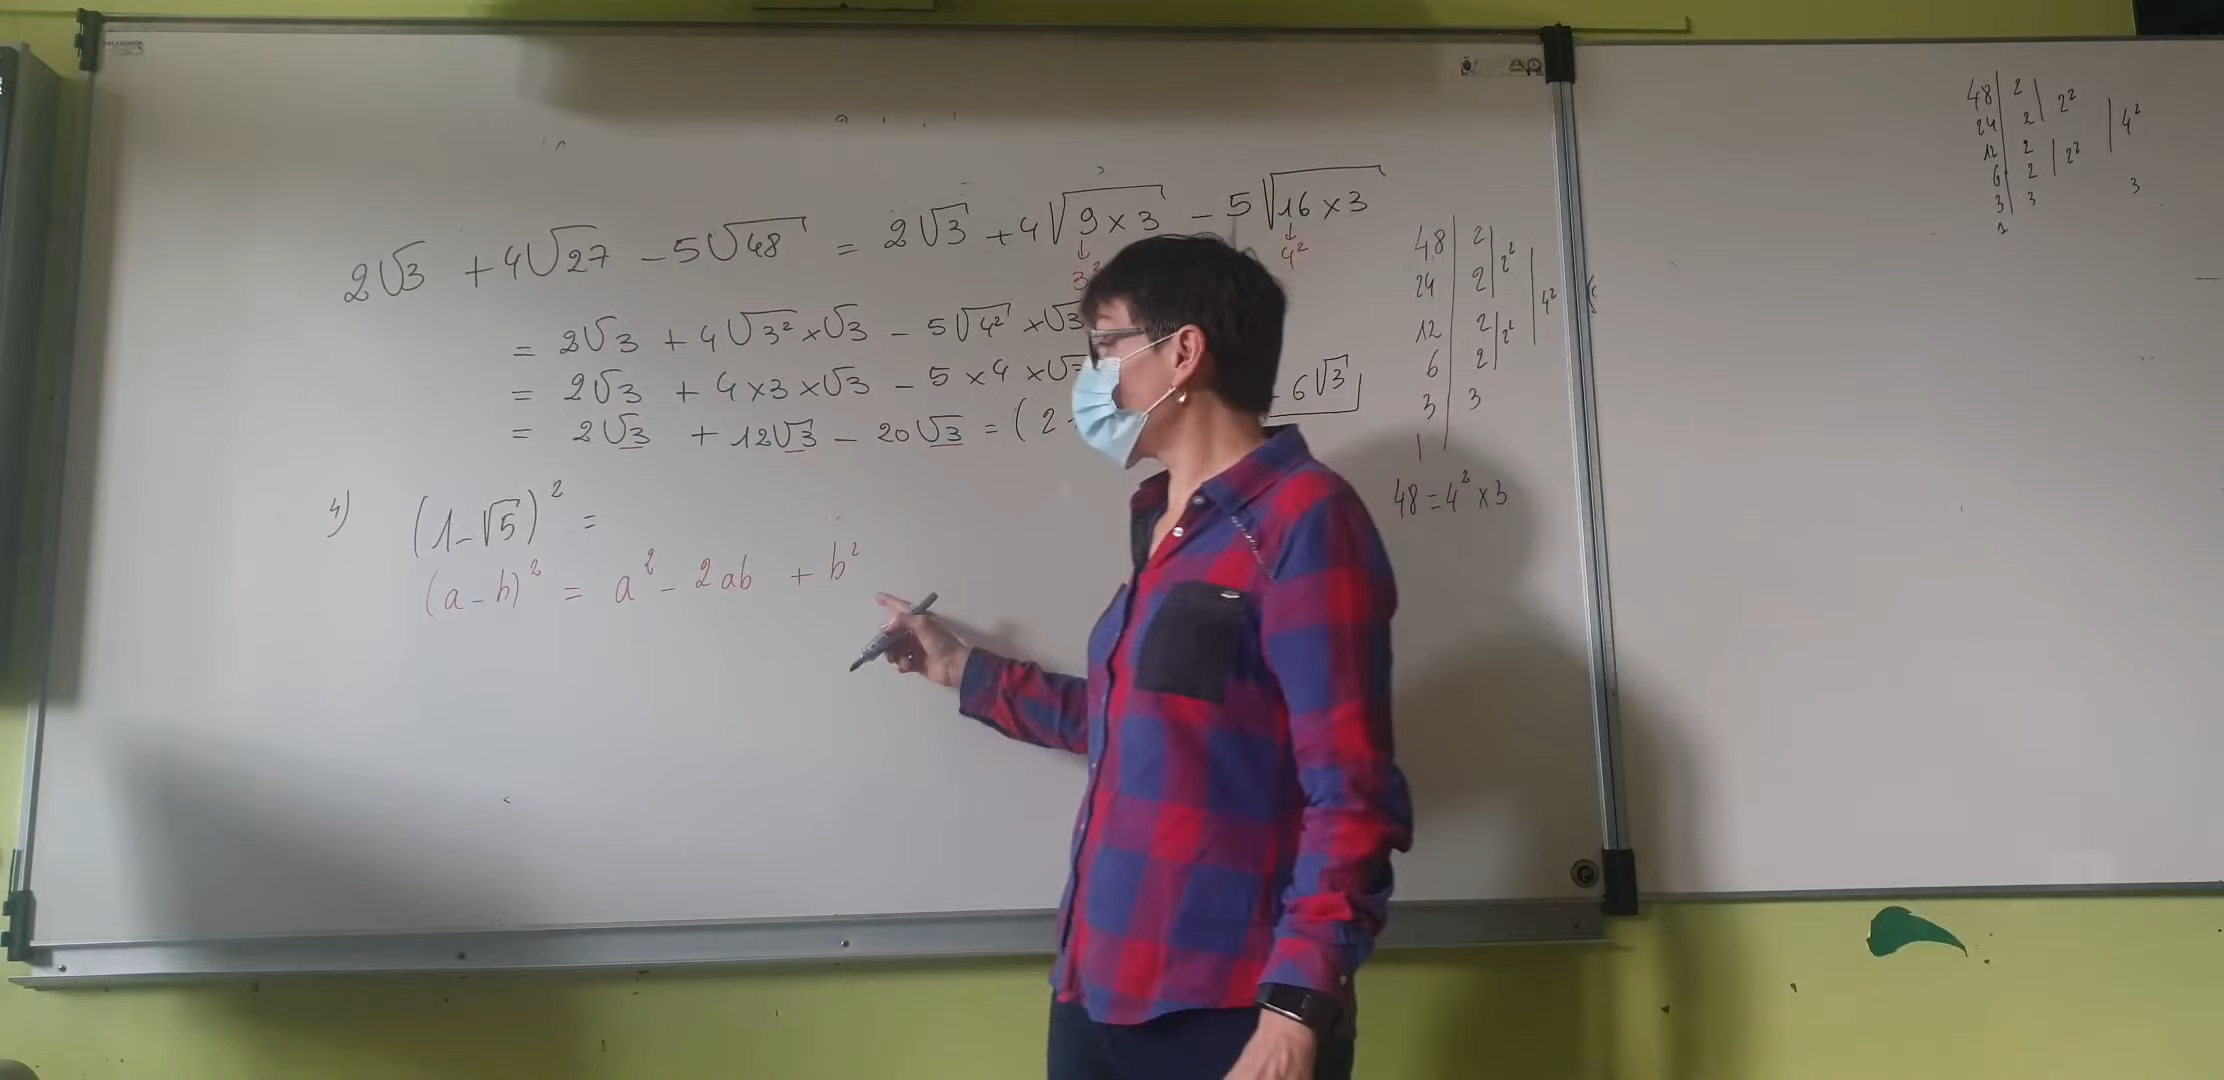 2√3 + 4√27 - 5√48 = 2√3 + 4√9 × 3 - 5√16 × 3
↓ ↓
3² 4²
= 2√3 + 4√3² × √3 - 5√4² × √3
= 2√3 + 4 × 3 × √3 - 5 × 4 ×
= 2√3 + 12√3 - 20√3 = ( 2 6√3
4) (1 - √5)² =
(a - b)² = a² - 2ab + b²
48 | 2 | 2²
24 | 2 | 4²
12 | 2 | 2²
6 | 2
3 | 3
1
48 = 4² × 3
48 | 2 | 2²
24 | 2 | 4²
12 | 2 | 2²
6 | 2
3 | 3 3
1